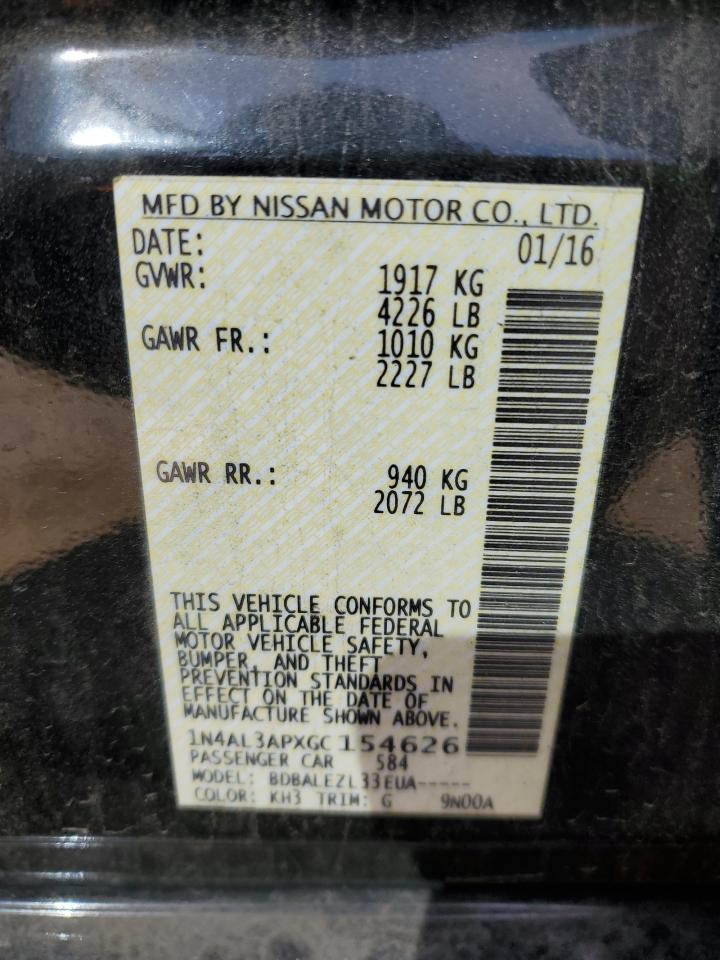 MFD BY NISSAN MOTOR CO., LTD.
DATE: 01/16
GVWR: 1917 KG
4226 LB
GAWR FR.: 1010 KG
2227 LB
GAWR RR.: 940 KG
2072 LB
THIS VEHICLE CONFORMS TO
ALL APPLICABLE FEDERAL
MOTOR VEHICLE SAFETY,
BUMPER, AND THEFT
PREVENTION STANDARDS IN
EFFECT ON THE DATE OF
MANUFACTURE SHOWN ABOVE.
1N4AL3APXGC154626
PASSENGER CAR 584
MODEL: BDBALEZL33EUA-----
COLOR: KH3 TRIM: G 9N00A